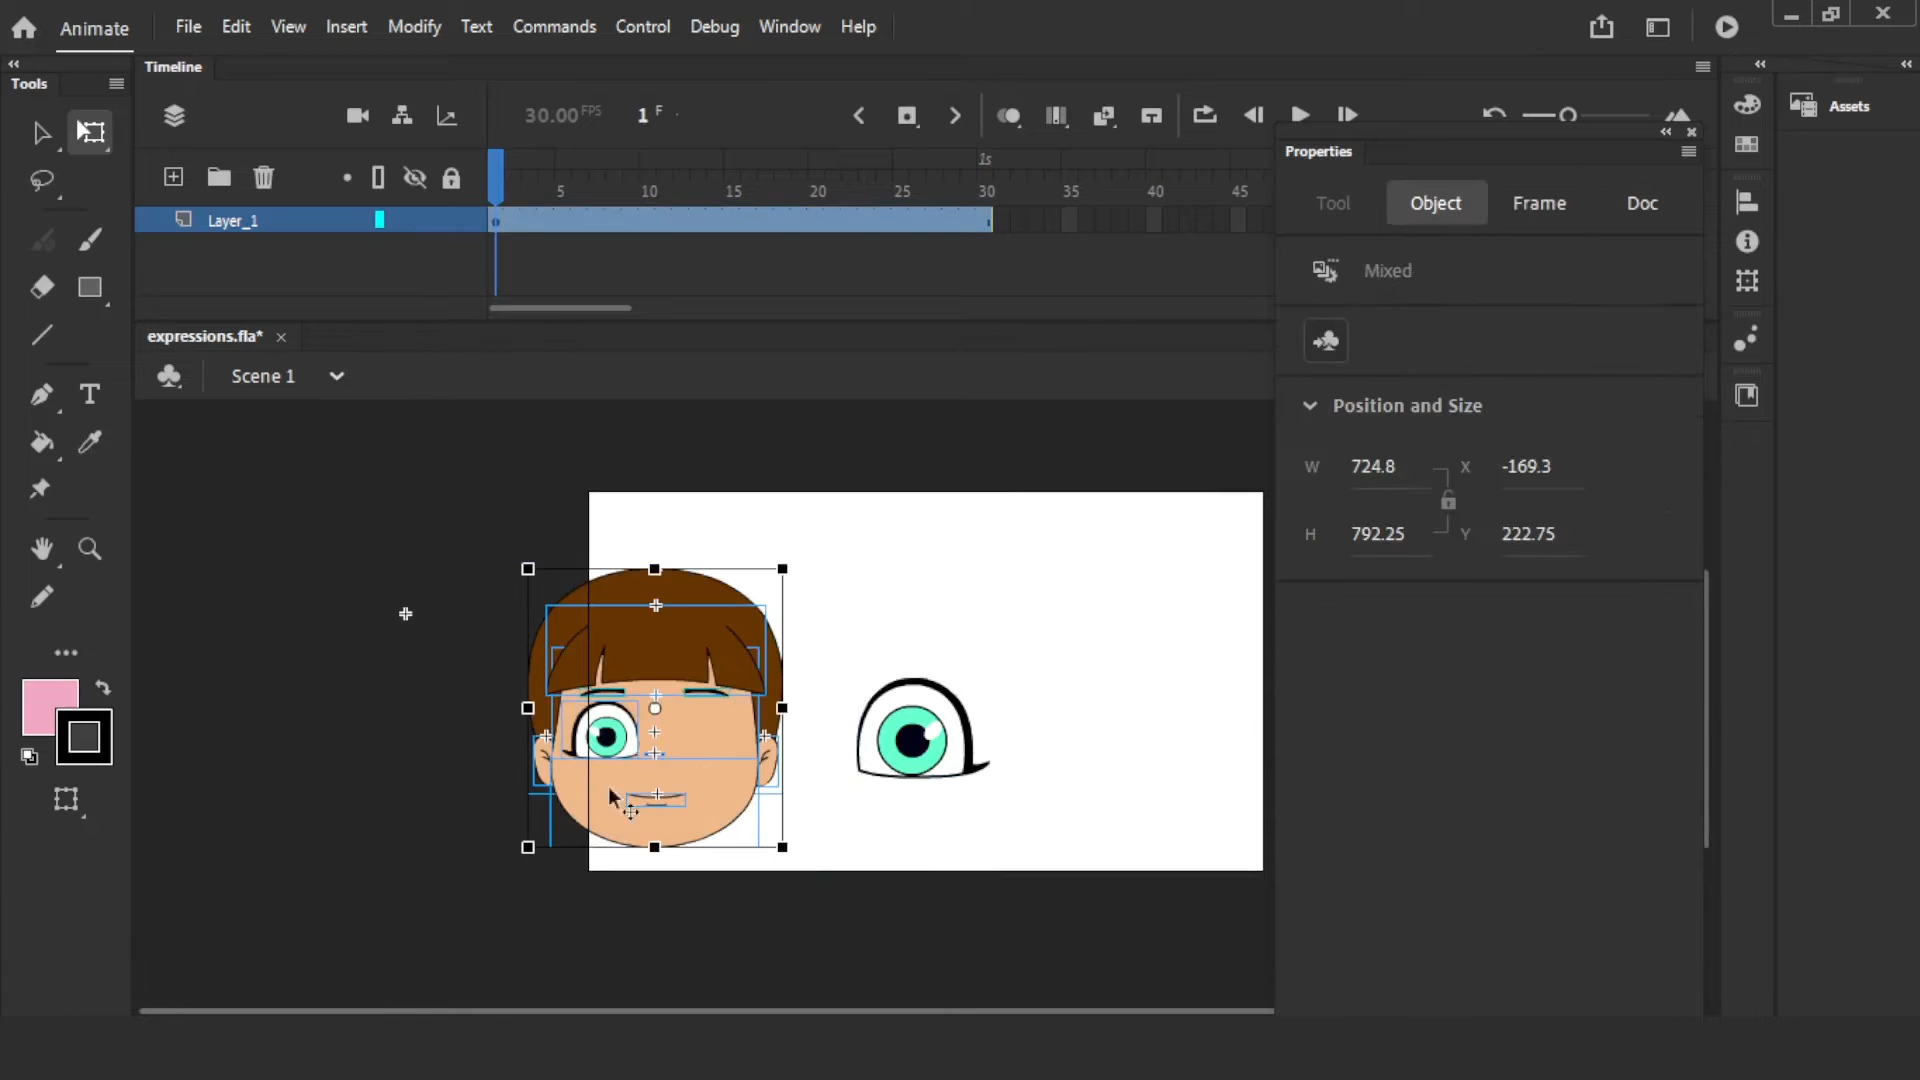 Animate File Edit View Insert Modify Text Commands Control Debug Window Help
Tools Timeline
30.00 FPS 1 F
Assets
Properties
1s
5 10 15 20 25 30 35 40 45
Tool Object Frame Doc
Layer_1
Mixed
expressions.fla* ×
Scene 1
Position and Size
W 724.8 X -169.3
H 792.25 Y 222.75
T